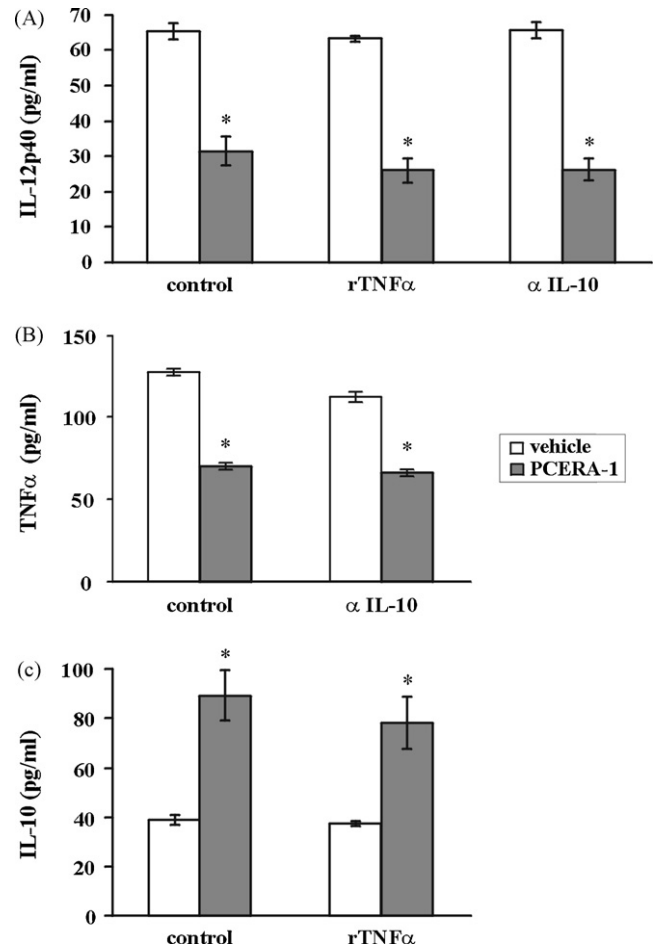 (A)
IL-12p40 (pg/ml)
70
60
50
40
30
20
10
0
*
*
*
control rTNFα α IL-10
(B)
TNFα (pg/ml)
150
100
50
0
*
*
control α IL-10
vehicle
PCERA-1
(c)
IL-10 (pg/ml)
100
80
60
40
20
0
*
*
control rTNFα